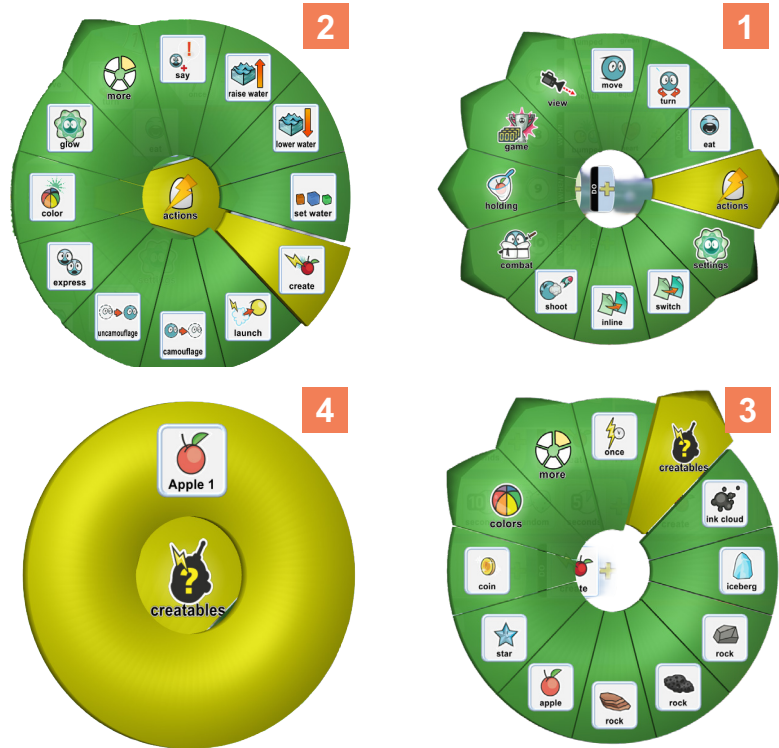 2
say
raise water
lower water
set water
create
launch
camouflage
uncamouflage
express
color
glow
more
actions
1
move
turn
eat
actions
settings
switch
inline
shoot
combat
holding
game
view
DO
4
Apple 1
creatables
3
once
creatables
ink cloud
iceberg
rock
rock
rock
apple
star
coin
colors
more